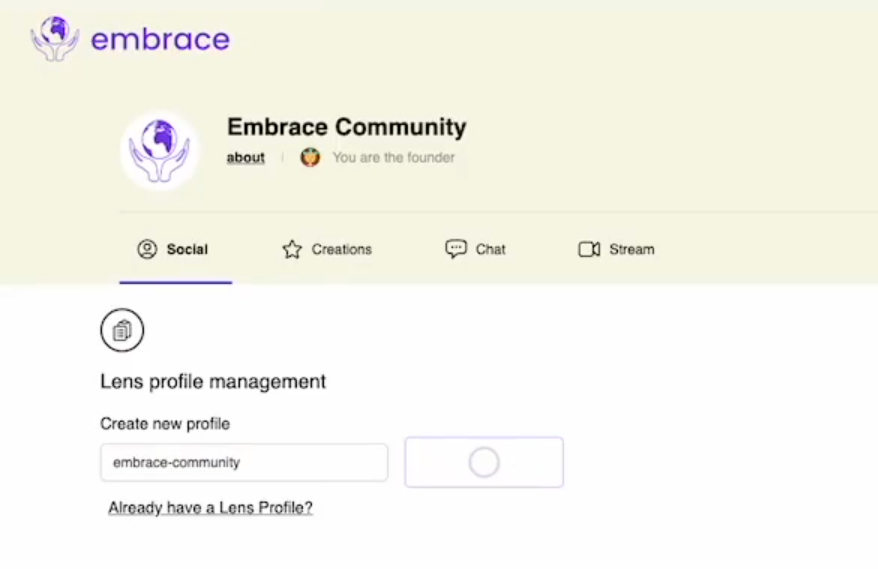 embrace
Embrace Community
about You are the founder
Social Creations Chat Stream
Lens profile management
Create new profile
embrace-community
Already have a Lens Profile?